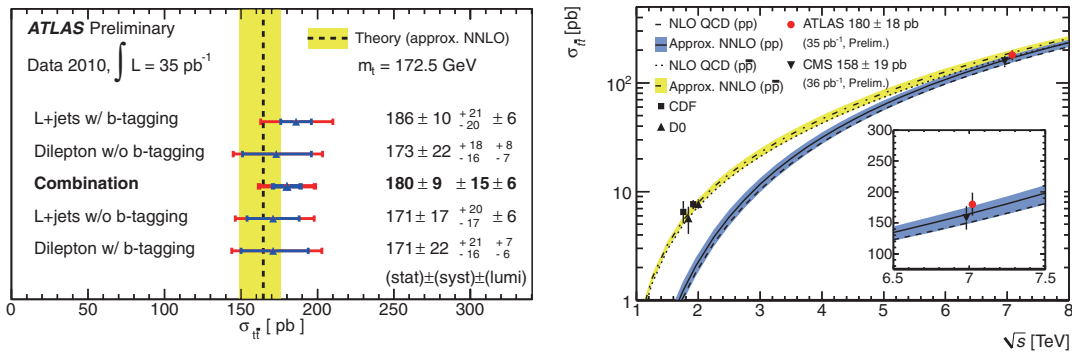 ATLAS Preliminary
Data 2010, ∫ L = 35 pb⁻¹
Theory (approx. NNLO)
mₜ = 172.5 GeV
L+jets w/ b-tagging 186 ± 10 +21 -20 ± 6
Dilepton w/o b-tagging 173 ± 22 +18 -16 +8 -7
Combination 180 ± 9 ± 15 ± 6
L+jets w/o b-tagging 171 ± 17 +20 -17 ± 6
Dilepton w/ b-tagging 171 ± 22 +21 -16 +7 -6
(stat)±(syst)±(lumi)
0 50 100 150 200 250 300
σ_tt̄ [ pb ]
σ_tt̄ [pb]
NLO QCD (pp)
Approx. NNLO (pp)
NLO QCD (pp̄)
Approx. NNLO (pp̄)
CDF
D0
ATLAS 180 ± 18 pb
(35 pb⁻¹, Prelim.)
CMS 158 ± 19 pb
(36 pb⁻¹, Prelim.)
10²
10
1
300
250
200
150
100
6.5 7 7.5
1 2 3 4 5 6 7 8
√s [TeV]